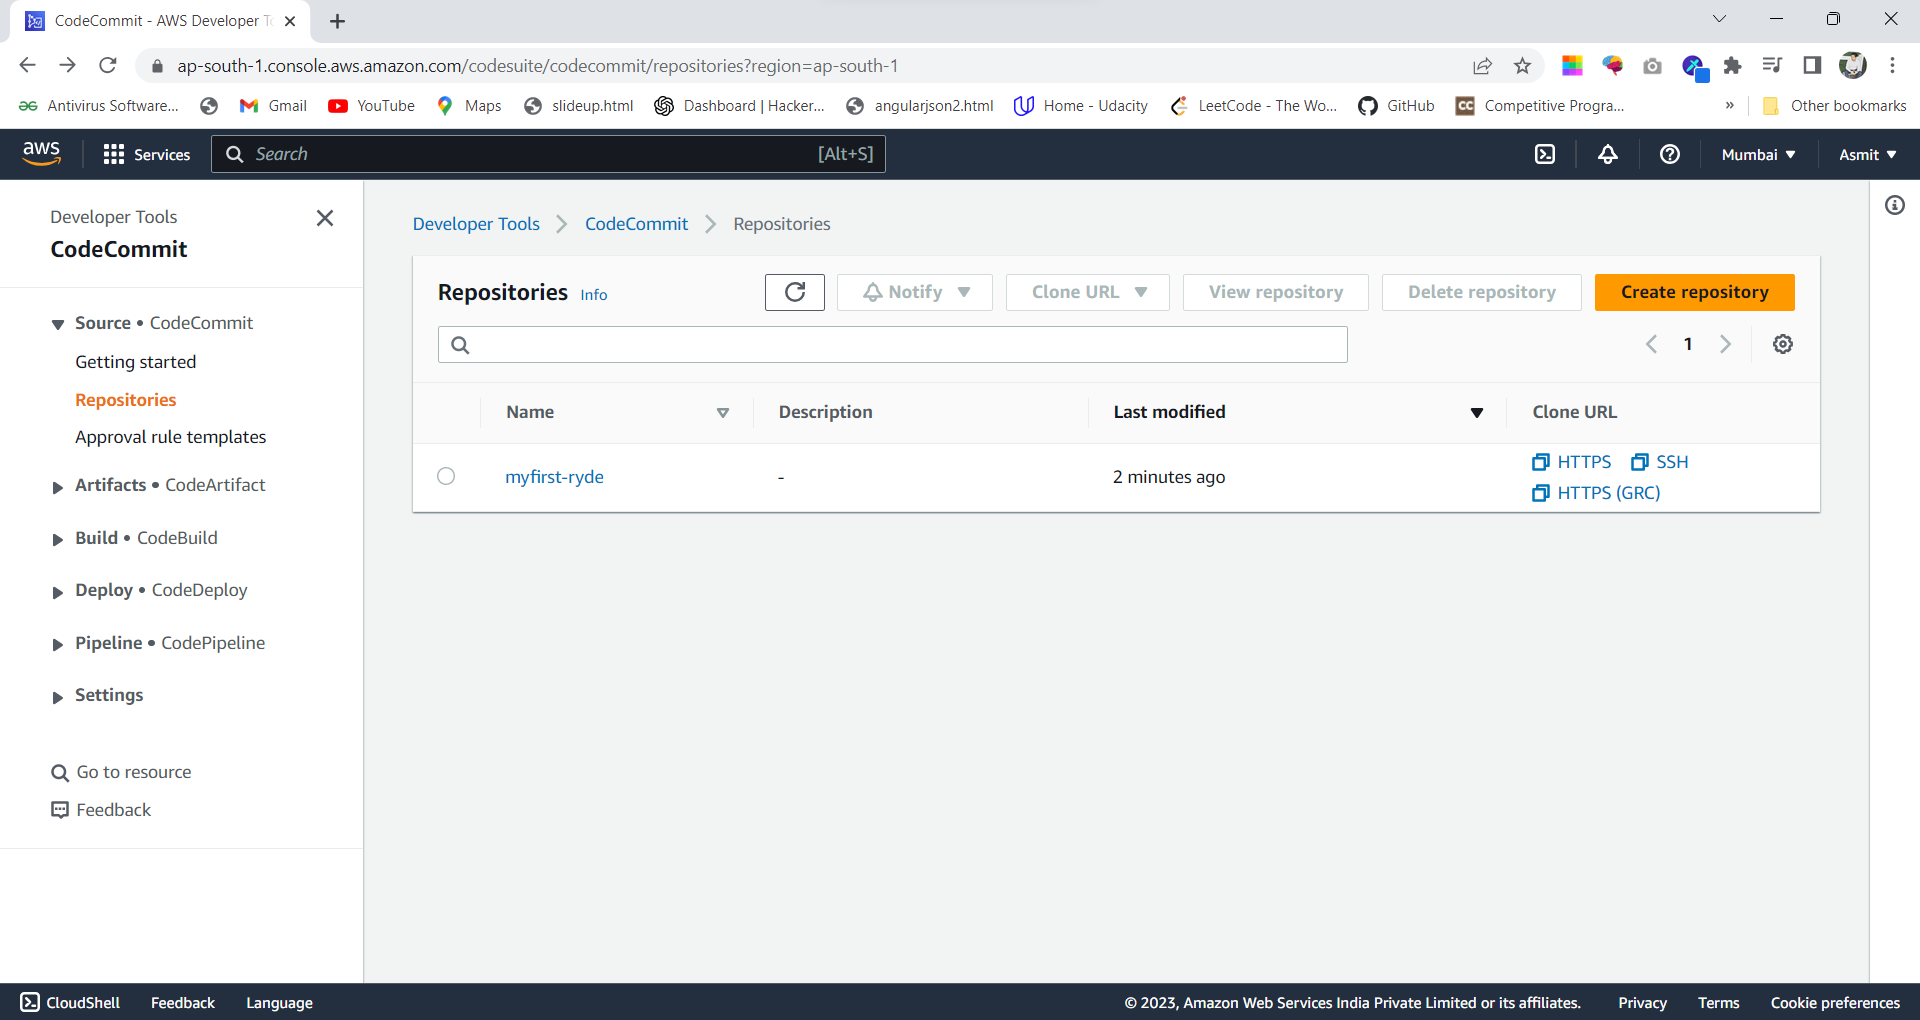 CodeCommit - AWS Developer To
ap-south-1.console.aws.amazon.com/codesuite/codecommit/repositories?region=ap-south-1
Antivirus Software... Gmail YouTube Maps slideup.html Dashboard | Hacker... angularjson2.html Home - Udacity LeetCode - The Wo... GitHub CC Competitive Progra... » Other bookmarks
aws Services Search [Alt+S] Mumbai Asmit
Developer Tools
CodeCommit
Source • CodeCommit
Getting started
Repositories
Approval rule templates
Artifacts • CodeArtifact
Build • CodeBuild
Deploy • CodeDeploy
Pipeline • CodePipeline
Settings
Go to resource
Feedback
Developer Tools CodeCommit Repositories
Repositories Info Notify Clone URL View repository Delete repository Create repository
1
Name Description Last modified Clone URL
myfirst-ryde - 2 minutes ago HTTPS SSH
HTTPS (GRC)
CloudShell Feedback Language © 2023, Amazon Web Services India Private Limited or its affiliates. Privacy Terms Cookie preferences